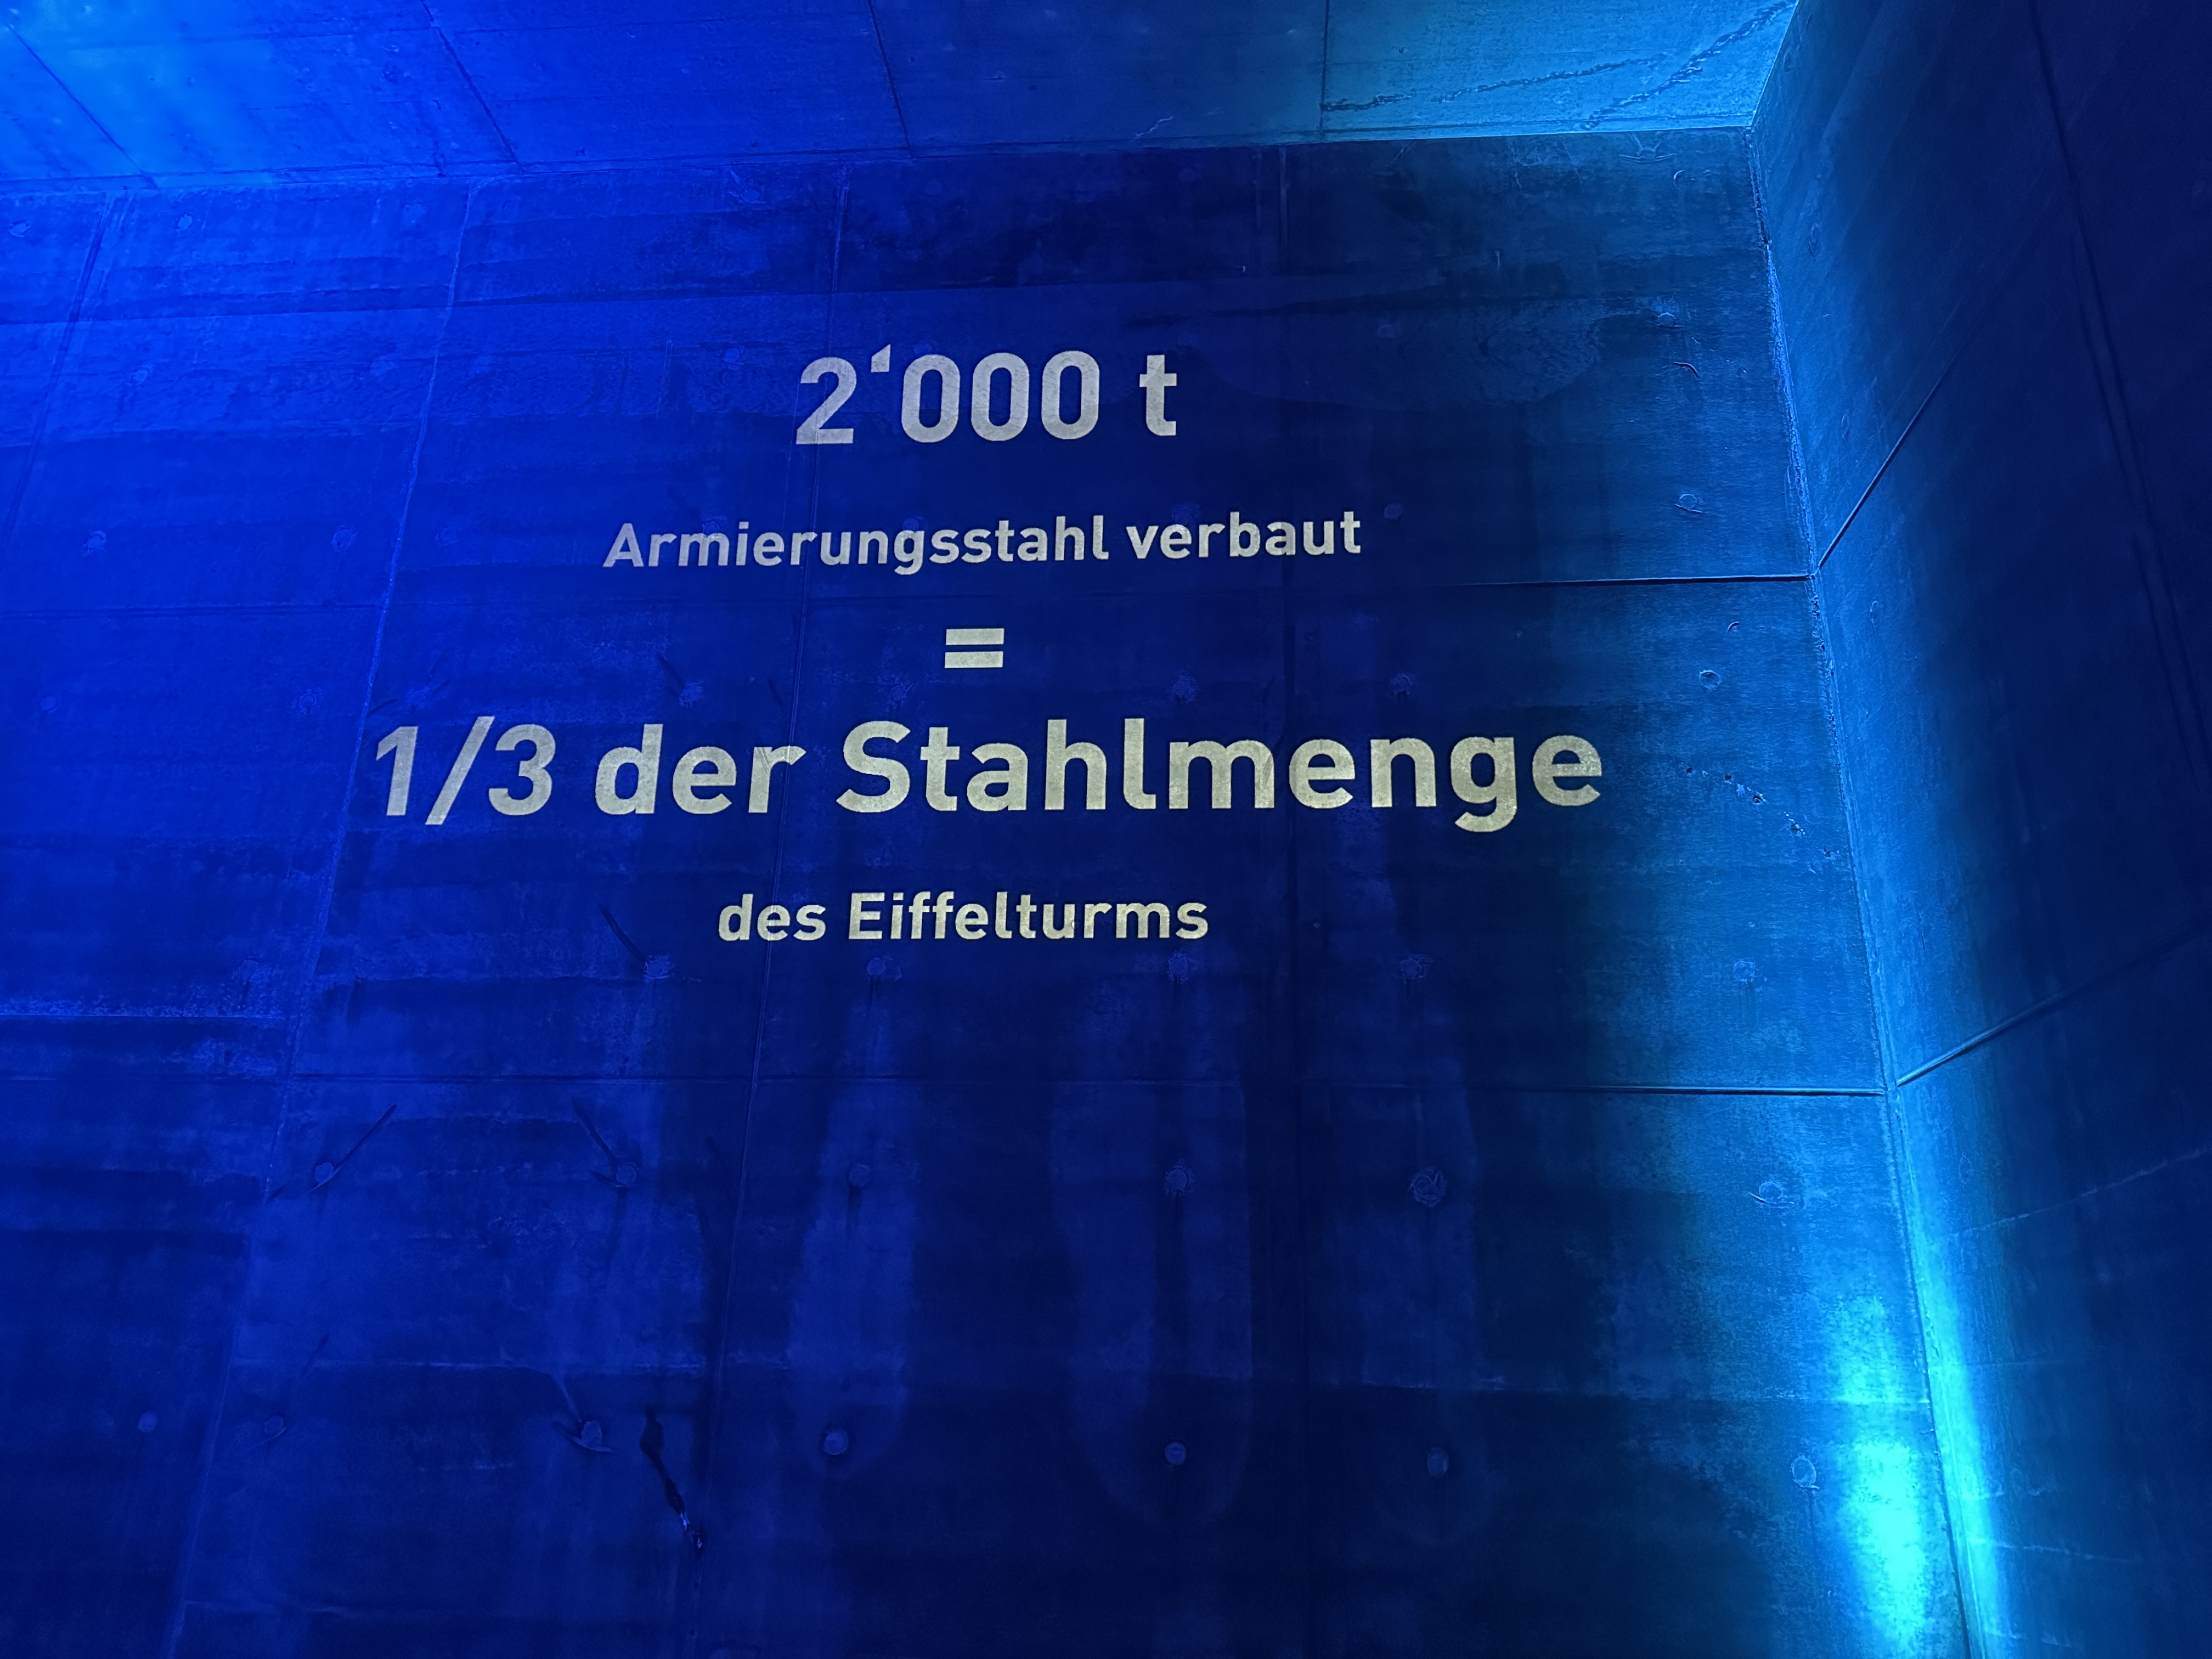 2‘000 t
Armierungsstahl verbaut
=
1/3 der Stahlmenge
des Eiffelturms